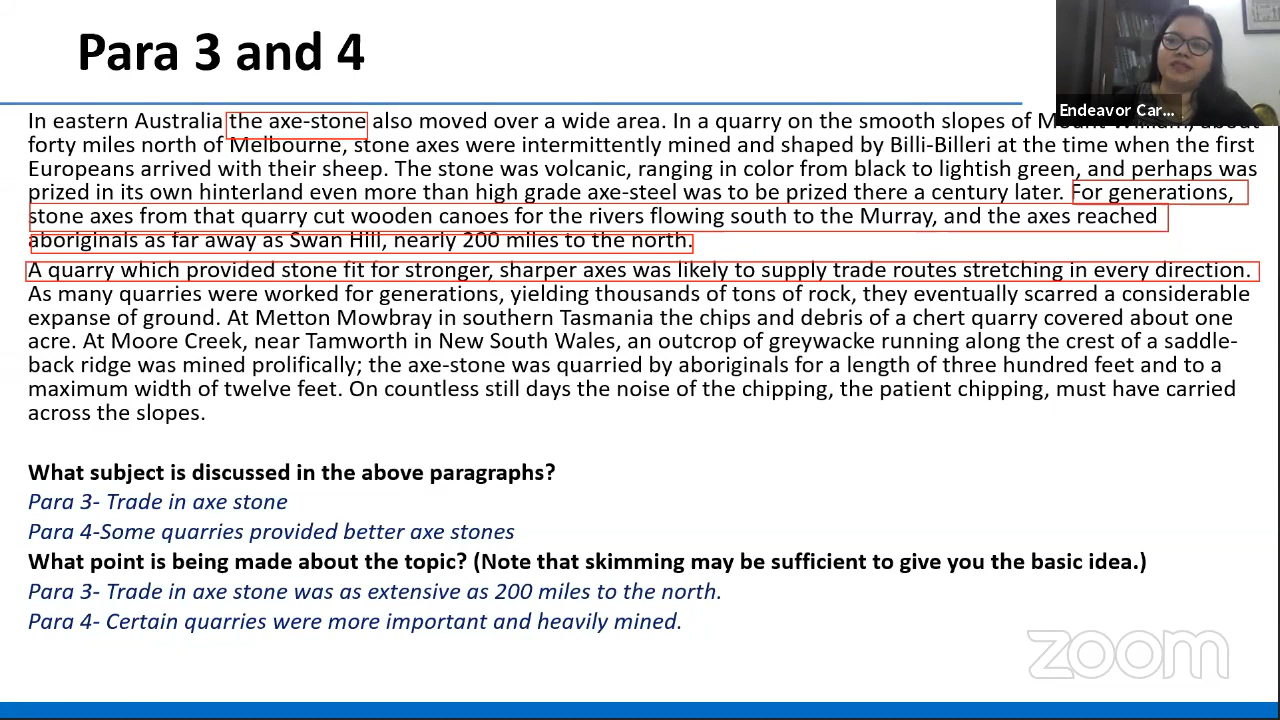 Para 3 and 4
Endeavor Car...
In eastern Australia the axe-stone also moved over a wide area. In a quarry on the smooth slopes of Mount William, about
forty miles north of Melbourne, stone axes were intermittently mined and shaped by Billi-Billeri at the time when the first
Europeans arrived with their sheep. The stone was volcanic, ranging in color from black to lightish green, and perhaps was
prized in its own hinterland even more than high grade axe-steel was to be prized there a century later. For generations,
stone axes from that quarry cut wooden canoes for the rivers flowing south to the Murray, and the axes reached
aboriginals as far away as Swan Hill, nearly 200 miles to the north.
A quarry which provided stone fit for stronger, sharper axes was likely to supply trade routes stretching in every direction.
As many quarries were worked for generations, yielding thousands of tons of rock, they eventually scarred a considerable
expanse of ground. At Metton Mowbray in southern Tasmania the chips and debris of a chert quarry covered about one
acre. At Moore Creek, near Tamworth in New South Wales, an outcrop of greywacke running along the crest of a saddle-
back ridge was mined prolifically; the axe-stone was quarried by aboriginals for a length of three hundred feet and to a
maximum width of twelve feet. On countless still days the noise of the chipping, the patient chipping, must have carried
across the slopes.
What subject is discussed in the above paragraphs?
Para 3- Trade in axe stone
Para 4-Some quarries provided better axe stones
What point is being made about the topic? (Note that skimming may be sufficient to give you the basic idea.)
Para 3- Trade in axe stone was as extensive as 200 miles to the north.
Para 4- Certain quarries were more important and heavily mined.
zoom